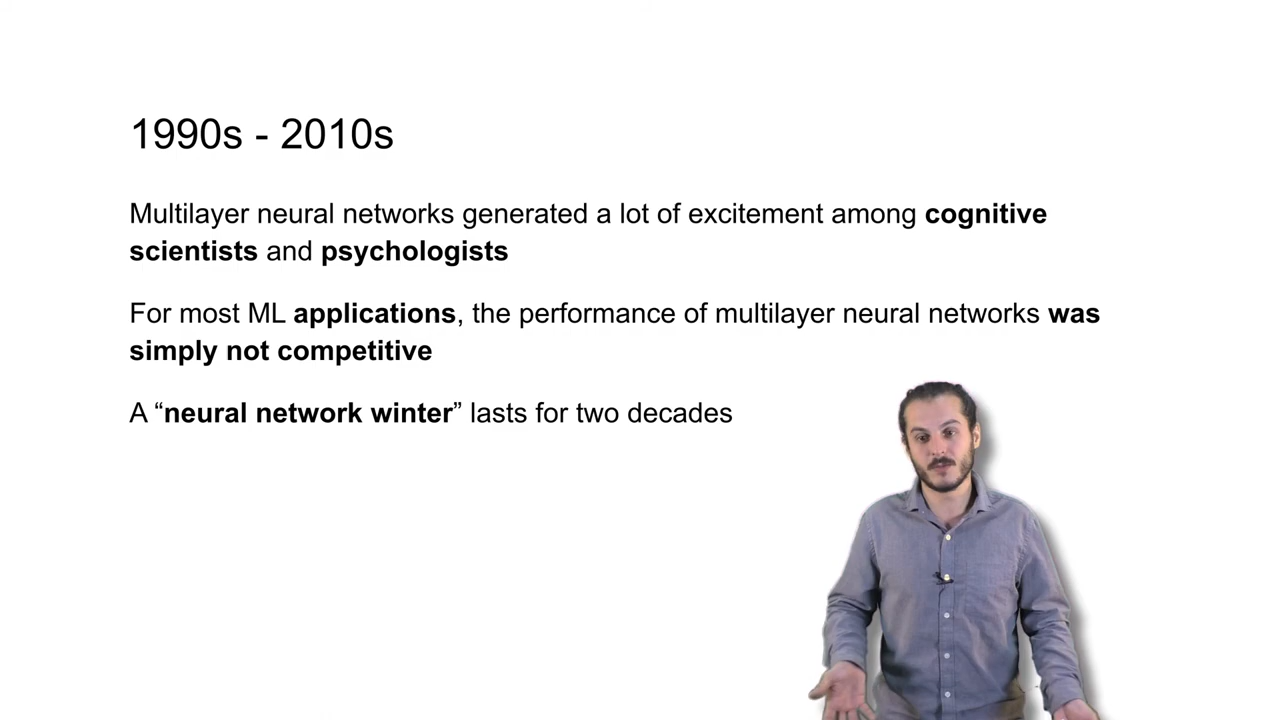 1990s - 2010s
Multilayer neural networks generated a lot of excitement among cognitive
scientists and psychologists
For most ML applications, the performance of multilayer neural networks was
simply not competitive
A “neural network winter” lasts for two decades